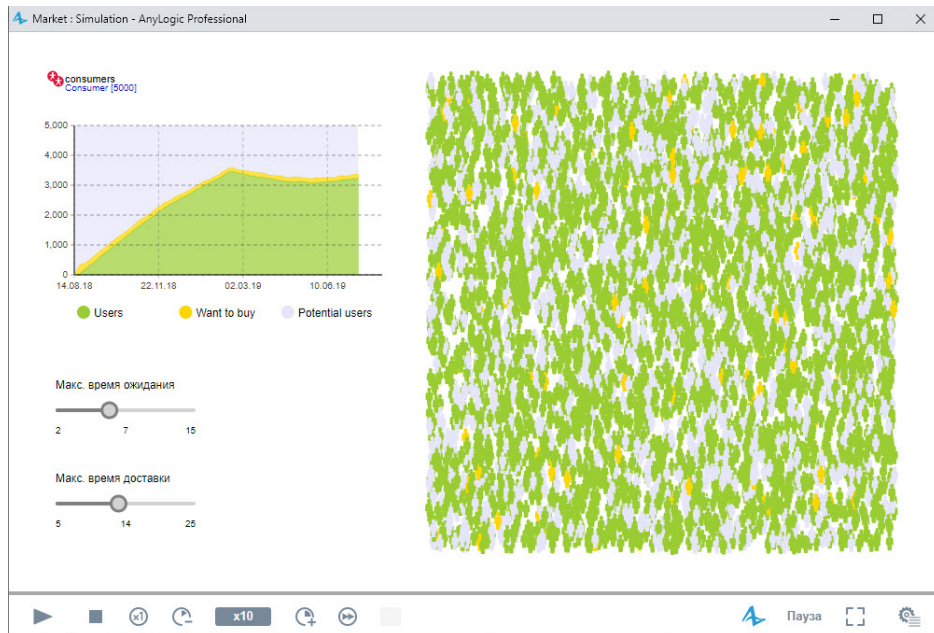 Market : Simulation - AnyLogic Professional
consumers
Consumer [5000]
5,000
4,000
3,000
2,000
1,000
0
14.08.18 22.11.18 02.03.19 10.06.19
Users Want to buy Potential users
Макс. время ожидания
2 7 15
Макс. время доставки
5 14 25
x1 x10 Пауза